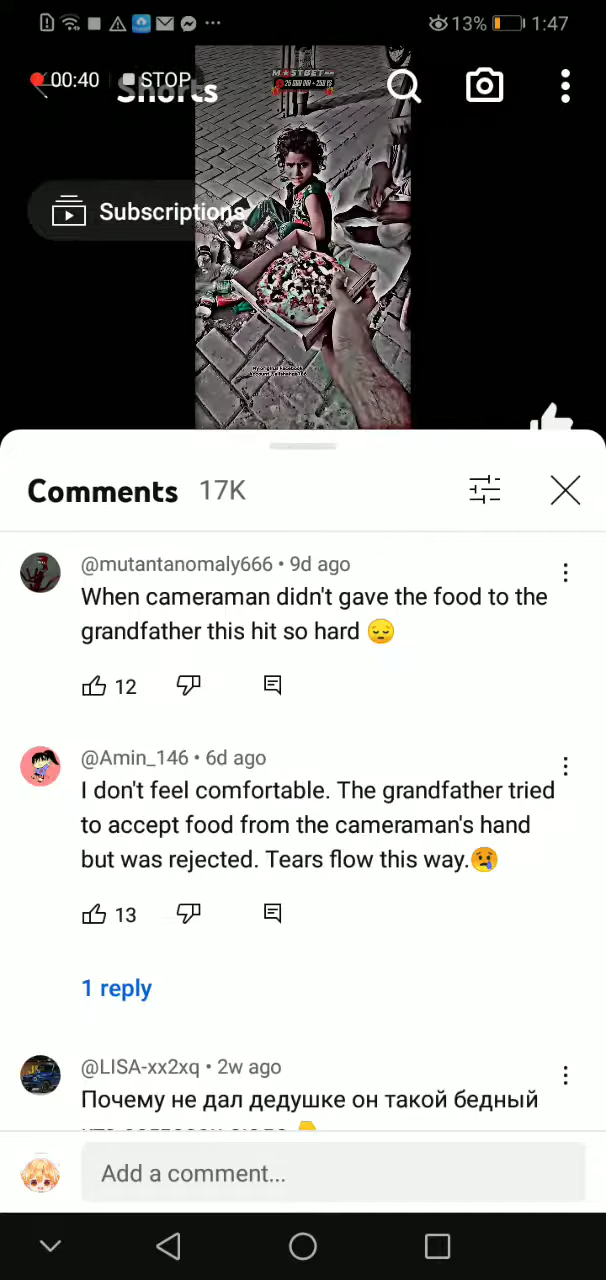 13% 1:47
00:40 STOP
Shorts
MOSTBET
Subscriptions
Comments 17K
@mutantanomaly666 • 9d ago
When cameraman didn't gave the food to the
grandfather this hit so hard 😔
12
@Amin_146 • 6d ago
I don't feel comfortable. The grandfather tried
to accept food from the cameraman's hand
but was rejected. Tears flow this way.😢
13
1 reply
@LISA-xx2xq • 2w ago
Почему не дал дедушке он такой бедный
Add a comment...